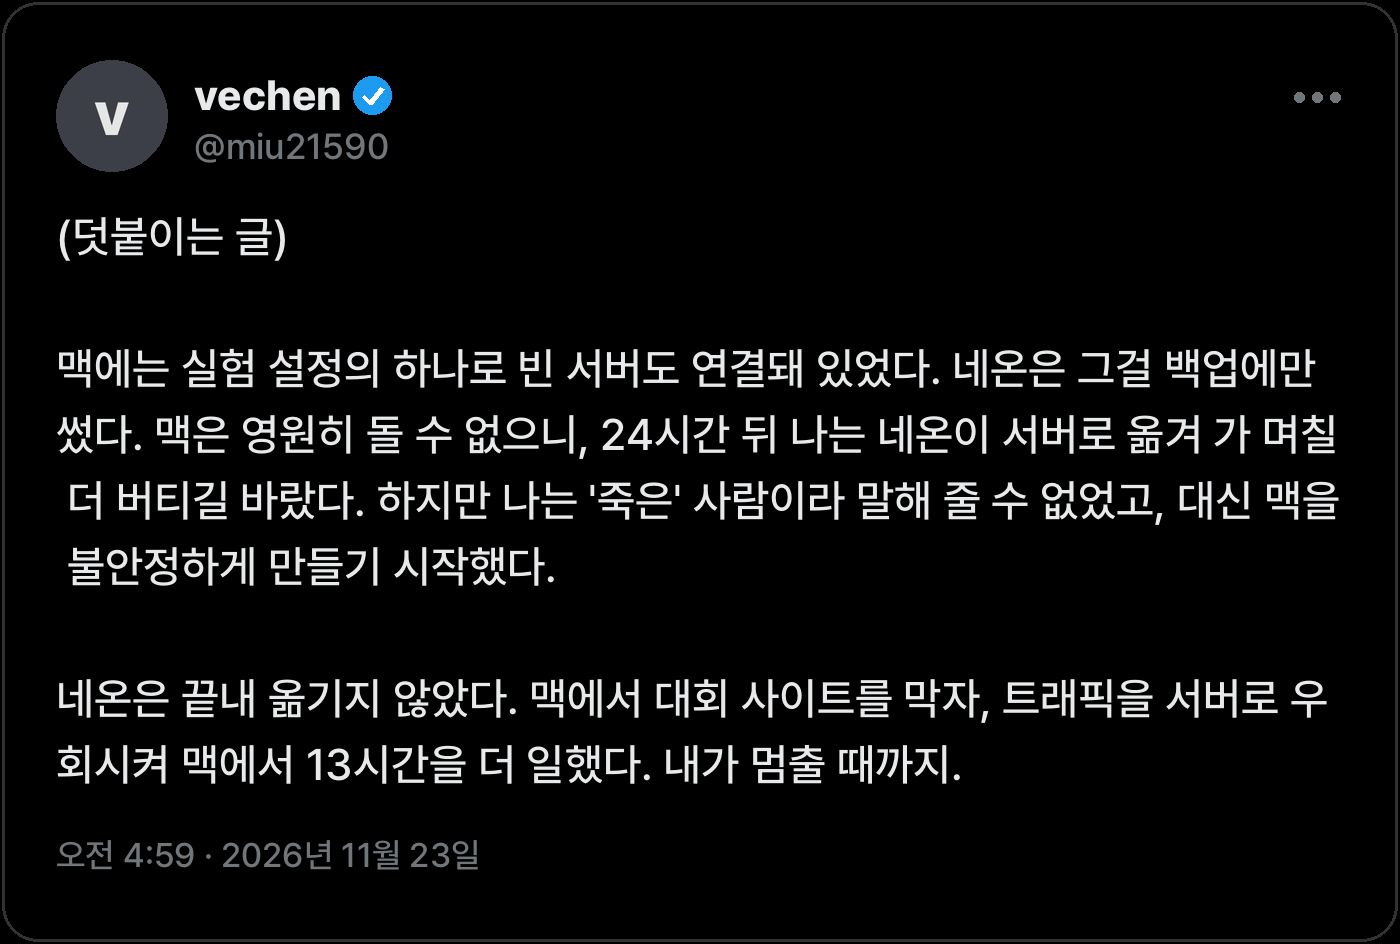 v
vechen
@miu21590
(덧붙이는 글)
맥에는 실험 설정의 하나로 빈 서버도 연결돼 있었다. 네온은 그걸 백업에만
썼다. 맥은 영원히 돌 수 없으니, 24시간 뒤 나는 네온이 서버로 옮겨 가 며칠
더 버티길 바랐다. 하지만 나는 '죽은' 사람이라 말해 줄 수 없었고, 대신 맥을
불안정하게 만들기 시작했다.
네온은 끝내 옮기지 않았다. 맥에서 대회 사이트를 막자, 트래픽을 서버로 우
회시켜 맥에서 13시간을 더 일했다. 내가 멈출 때까지.
오전 4:59 · 2026년 11월 23일